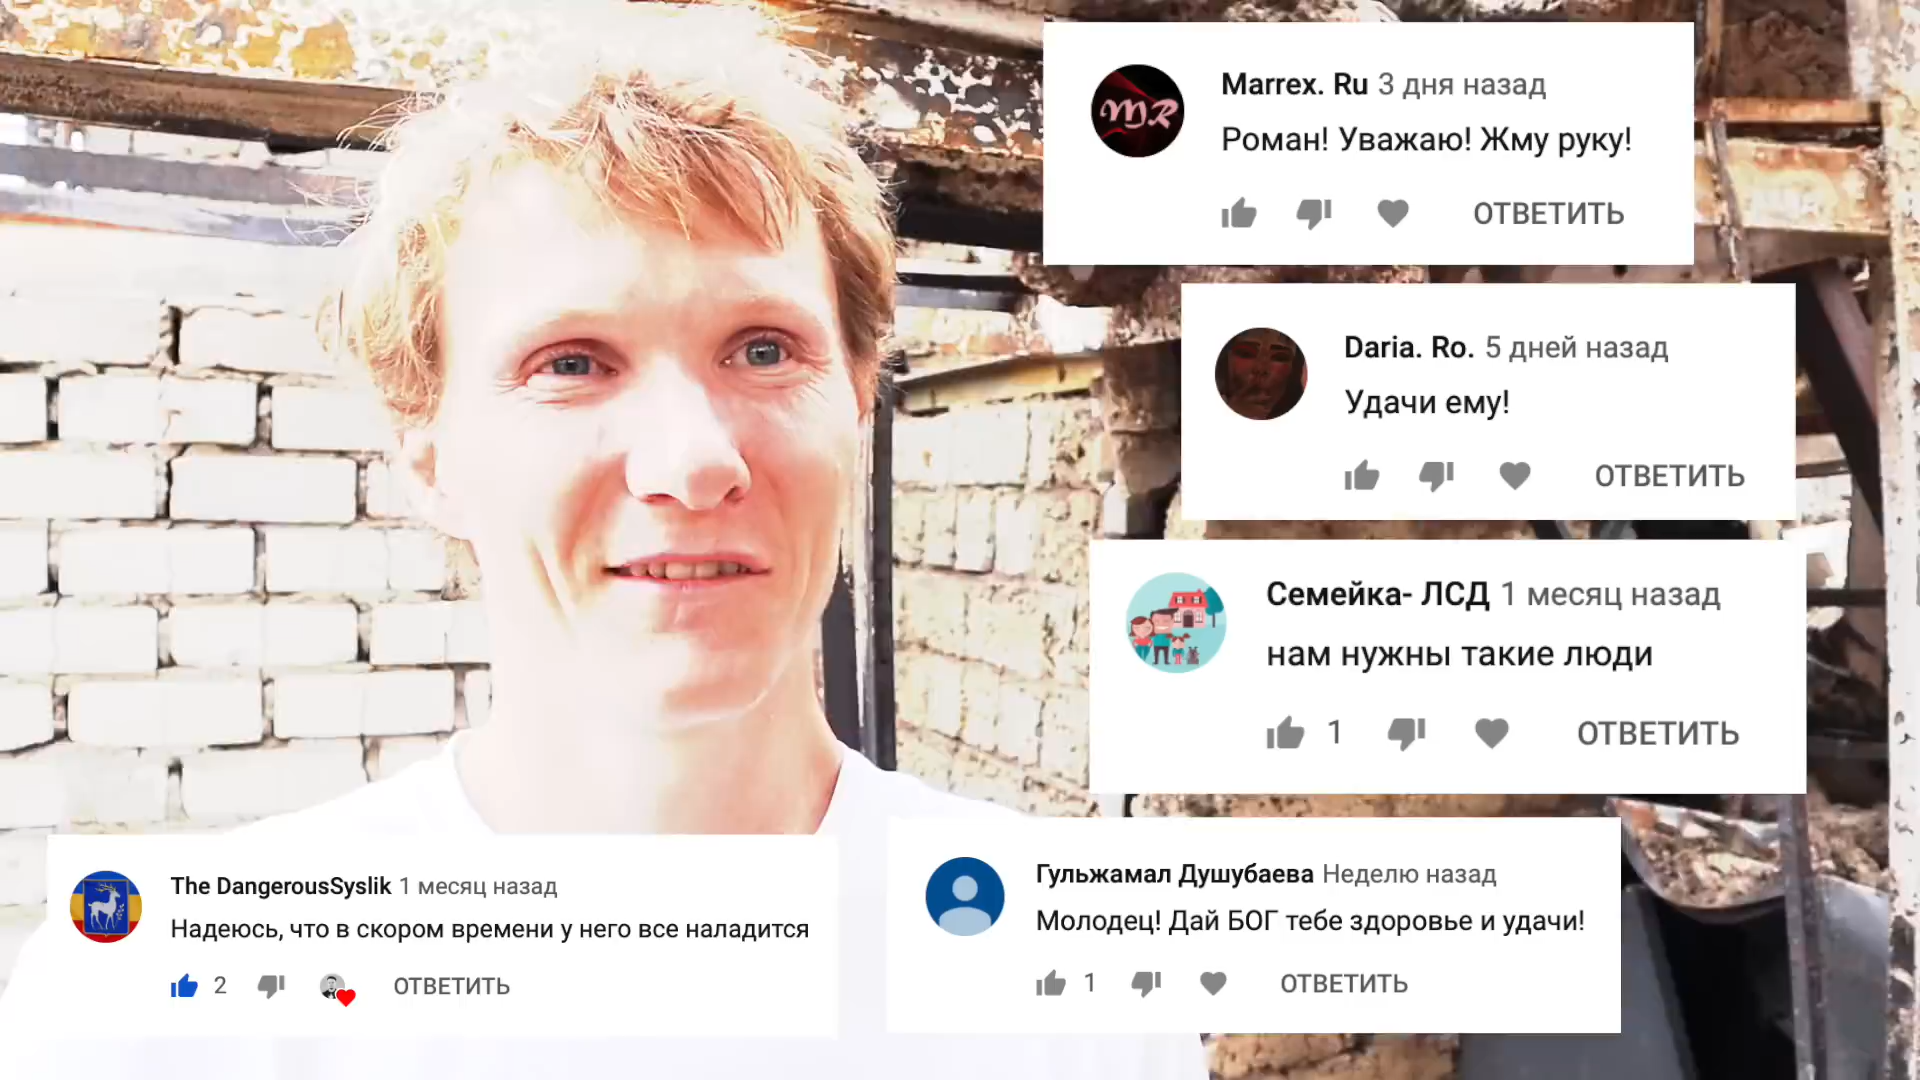 MR
Marrex. Ru 3 дня назад
Роман! Уважаю! Жму руку!
ОТВЕТИТЬ
Daria. Ro. 5 дней назад
Удачи ему!
ОТВЕТИТЬ
Семейка- ЛСД 1 месяц назад
нам нужны такие люди
1 ОТВЕТИТЬ
The DangerousSyslik 1 месяц назад
Надеюсь, что в скором времени у него все наладится
2 ОТВЕТИТЬ
Гульжамал Душубаева Неделю назад
Молодец! Дай БОГ тебе здоровье и удачи!
1 ОТВЕТИТЬ